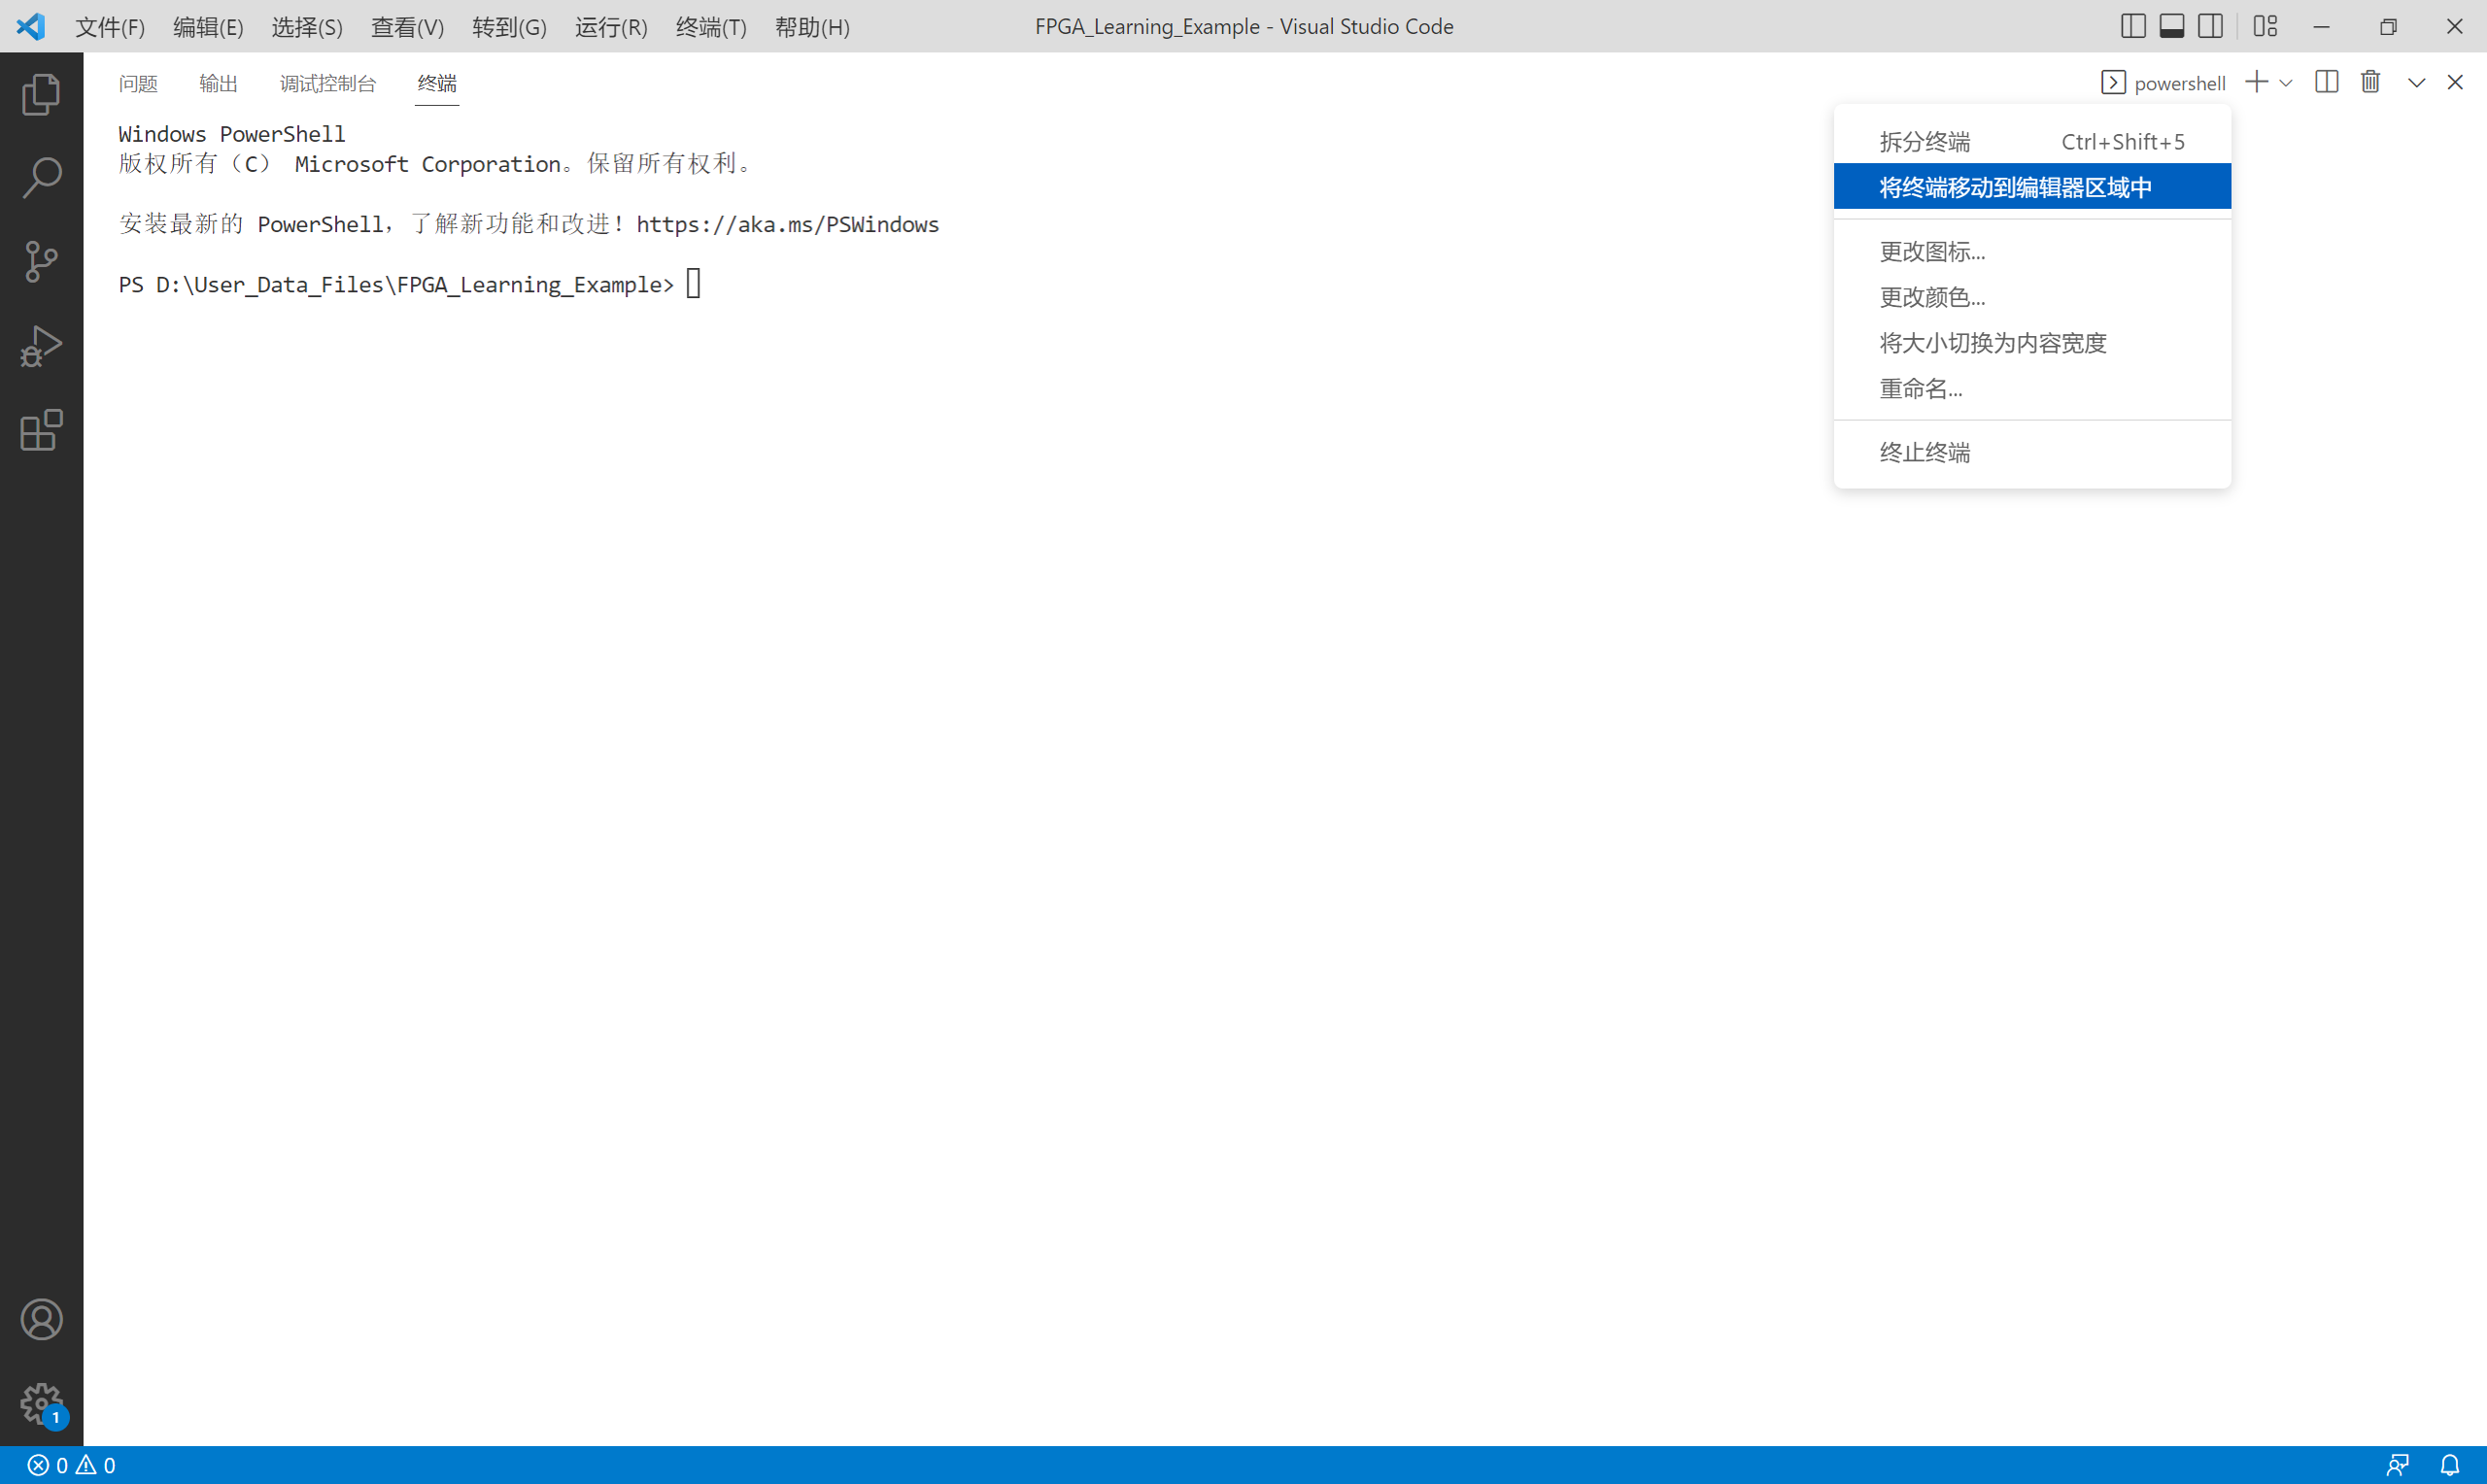 文件(F) 编辑(E) 选择(S) 查看(V) 转到(G) 运行(R) 终端(T) 帮助(H) FPGA_Learning_Example - Visual Studio Code
问题 输出 调试控制台 终端 powershell
Windows PowerShell
版权所有（C） Microsoft Corporation。保留所有权利。
安装最新的 PowerShell，了解新功能和改进！https://aka.ms/PSWindows
PS D:\User_Data_Files\FPGA_Learning_Example>
拆分终端 Ctrl+Shift+5
将终端移动到编辑器区域中
更改图标...
更改颜色...
将大小切换为内容宽度
重命名...
终止终端
1
0 0